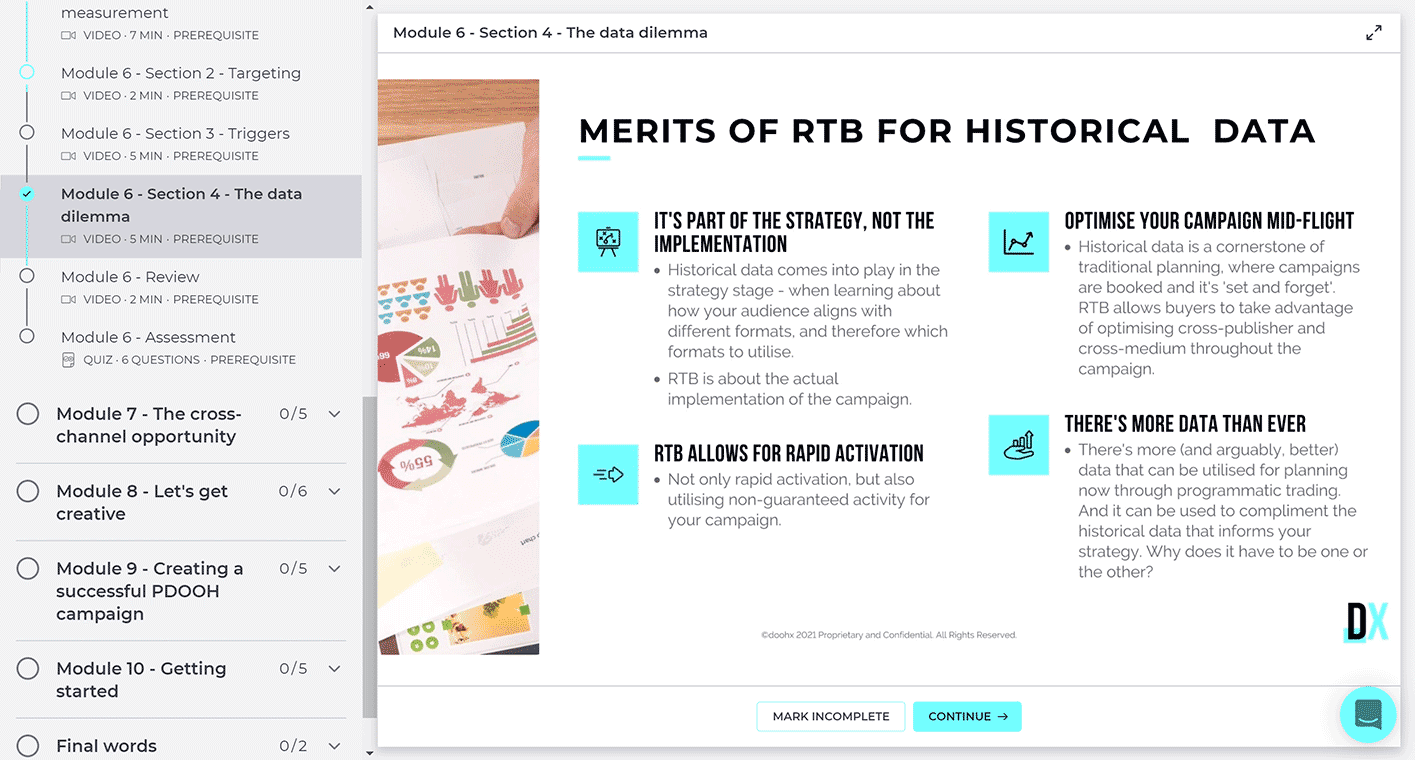 measurement
VIDEO · 7 MIN · PREREQUISITE
Module 6 - Section 2 - Targeting
VIDEO · 2 MIN · PREREQUISITE
Module 6 - Section 3 - Triggers
VIDEO · 5 MIN · PREREQUISITE
Module 6 - Section 4 - The data
dilemma
VIDEO · 5 MIN · PREREQUISITE
Module 6 - Review
VIDEO · 2 MIN · PREREQUISITE
Module 6 - Assessment
QUIZ · 6 QUESTIONS · PREREQUISITE
Module 7 - The cross-
channel opportunity
0/5
Module 8 - Let's get
creative
0/6
Module 9 - Creating a
successful PDOOH
campaign
0/5
Module 10 - Getting
started
0/5
Final words
0/2
Module 6 - Section 4 - The data dilemma
MERITS OF RTB FOR HISTORICAL DATA
IT'S PART OF THE STRATEGY, NOT THE
IMPLEMENTATION
• Historical data comes into play in the
strategy stage - when learning about
how your audience aligns with
different formats, and therefore which
formats to utilise.
• RTB is about the actual
implementation of the campaign.
RTB ALLOWS FOR RAPID ACTIVATION
• Not only rapid activation, but also
utilising non-guaranteed activity for
your campaign.
OPTIMISE YOUR CAMPAIGN MID-FLIGHT
• Historical data is a cornerstone of
traditional planning, where campaigns
are booked and it's 'set and forget'.
RTB allows buyers to take advantage
of optimising cross-publisher and
cross-medium throughout the
campaign.
THERE'S MORE DATA THAN EVER
• There's more (and arguably, better)
data that can be utilised for planning
now through programmatic trading.
And it can be used to compliment the
historical data that informs your
strategy. Why does it have to be one or
the other?
14%
55%
©doohx 2021 Proprietary and Confidential. All Rights Reserved.
DX
MARK INCOMPLETE
CONTINUE →